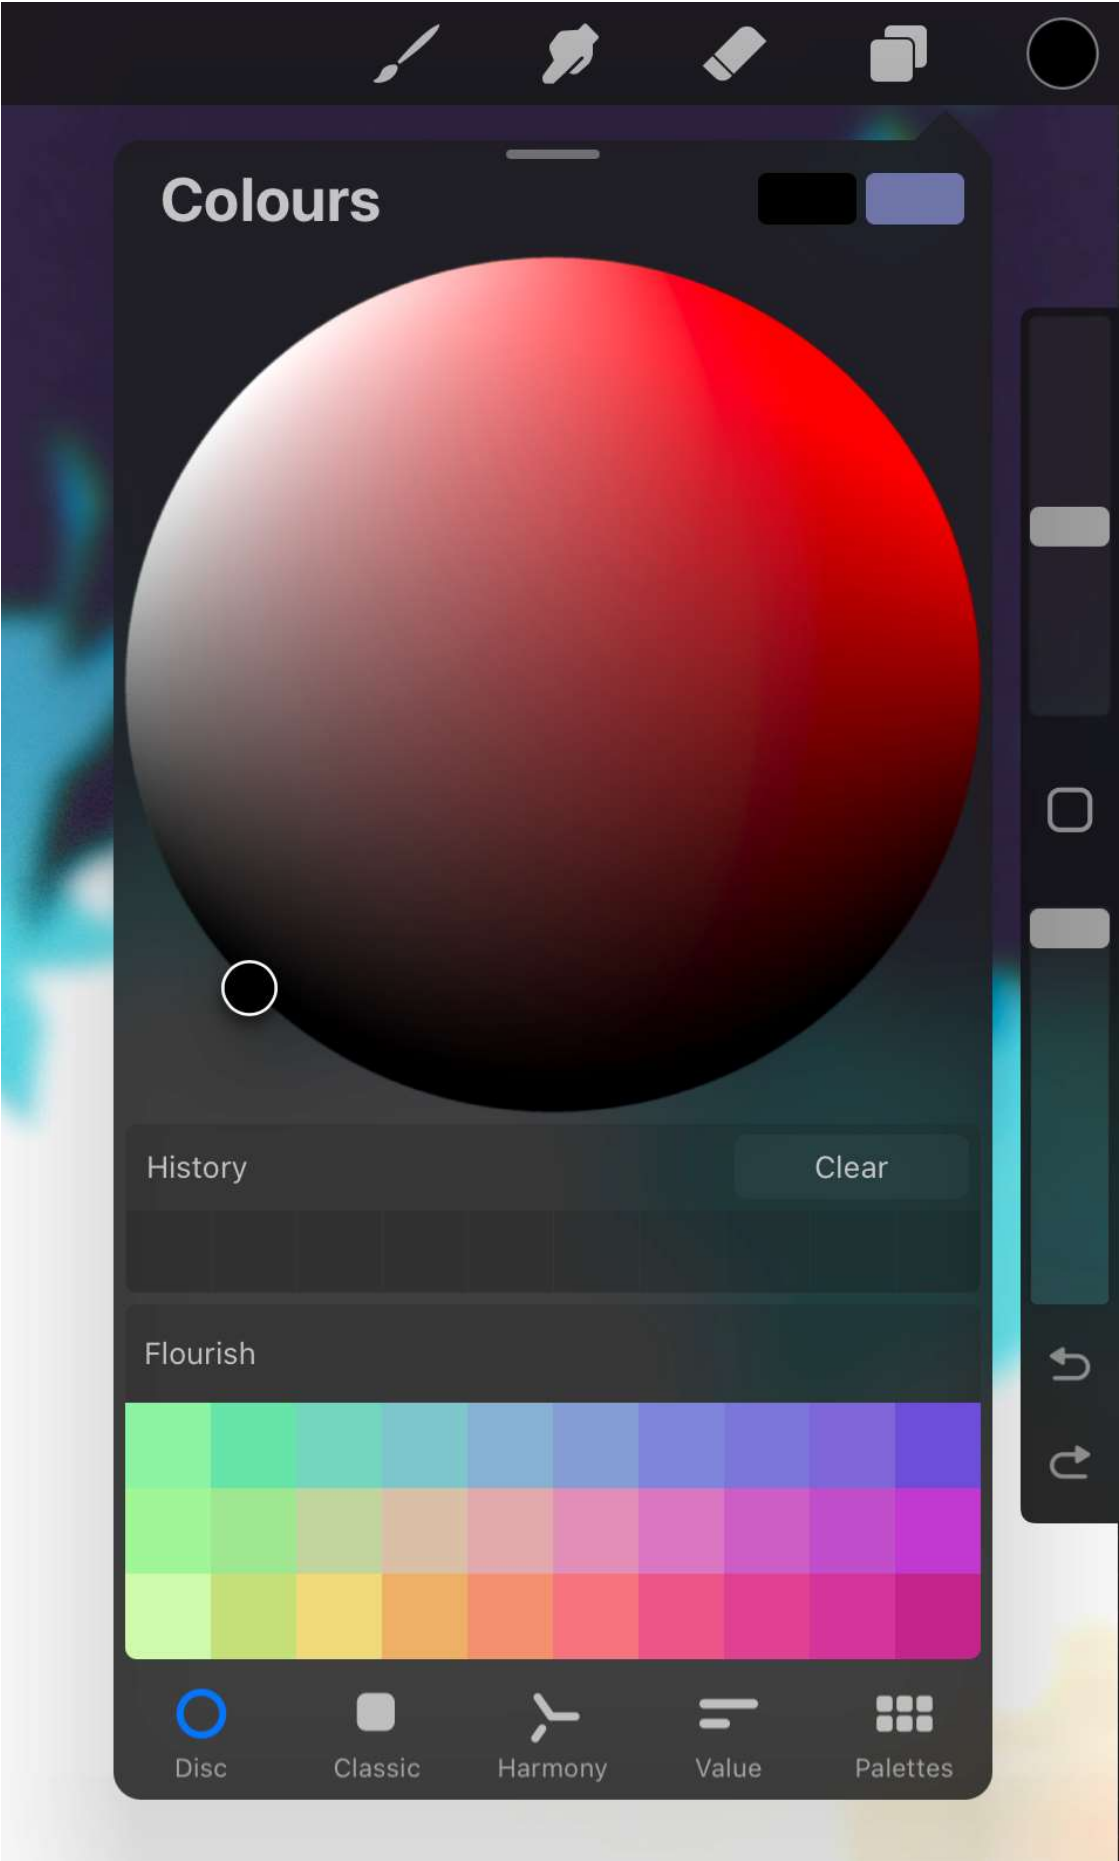 Colours
History
Clear
Flourish
Disc
Classic
Harmony
Value
Palettes